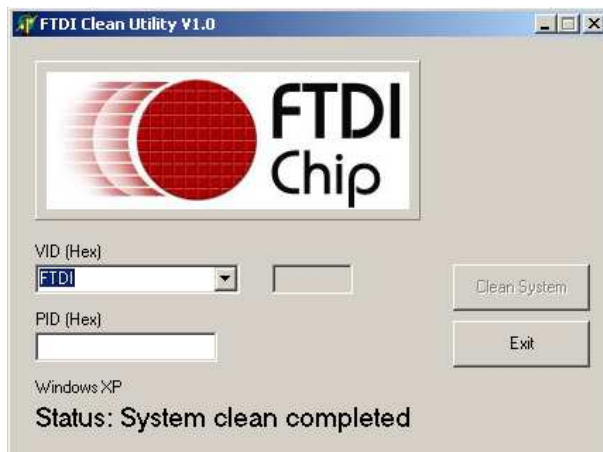 FTDI Clean Utility V1.0
FTDI
Chip
VID (Hex)
FTDI
Clean System
PID (Hex)
Exit
Windows XP
Status: System clean completed